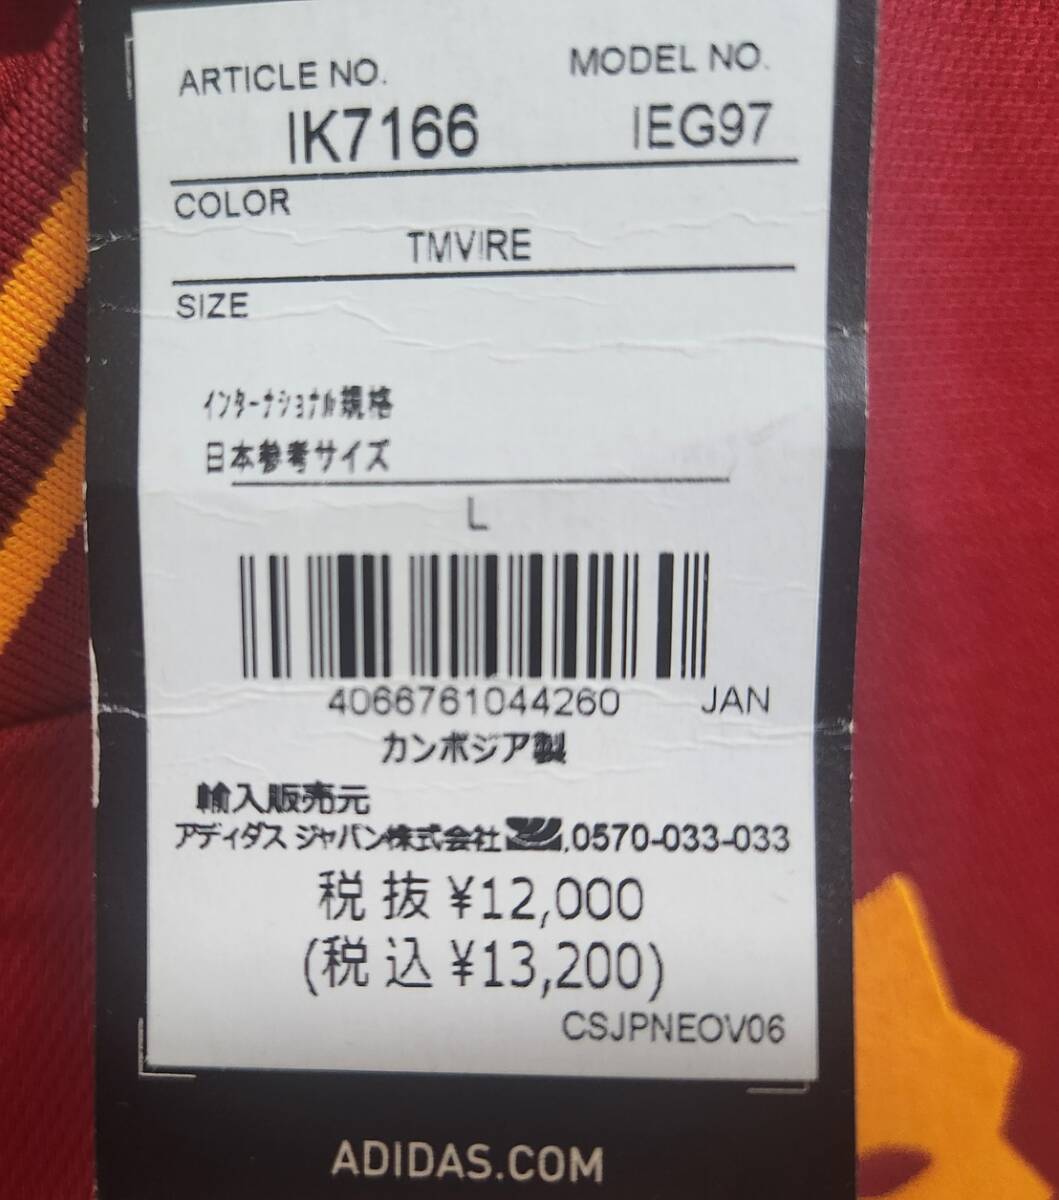 ARTICLE NO. MODEL NO.
IK7166 IEG97
COLOR
TMVIRE
SIZE
インターナショナル規格
日本参考サイズ
L
4066761044260 JAN
カンボジア製
輸入販売元
アディダス ジャパン株式会社 0570-033-033
税抜 ¥12,000
(税込 ¥13,200)
CSJPNEOV06
ADIDAS.COM